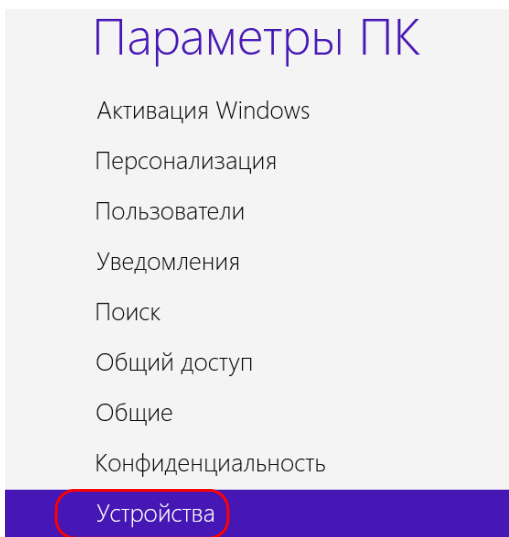 Параметры ПК
Активация Windows
Персонализация
Пользователи
Уведомления
Поиск
Общий доступ
Общие
Конфиденциальность
Устройства